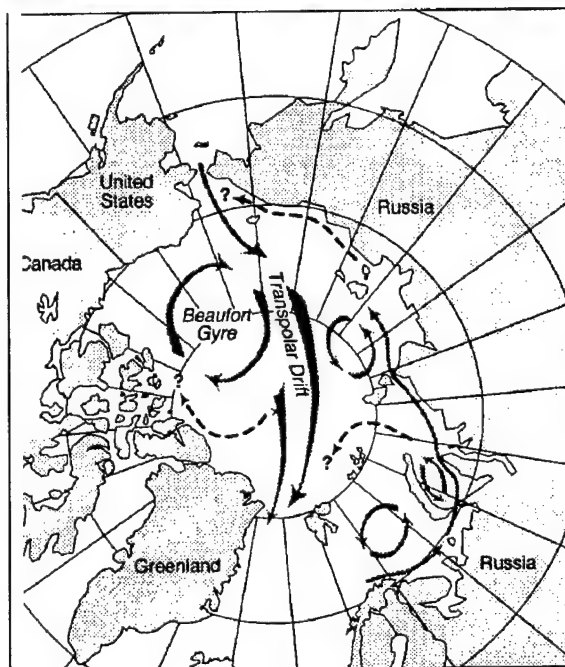 United
States
?
Russia
Canada
Beaufort
Gyre
Transpolar Drift
?
?
Greenland
Russia